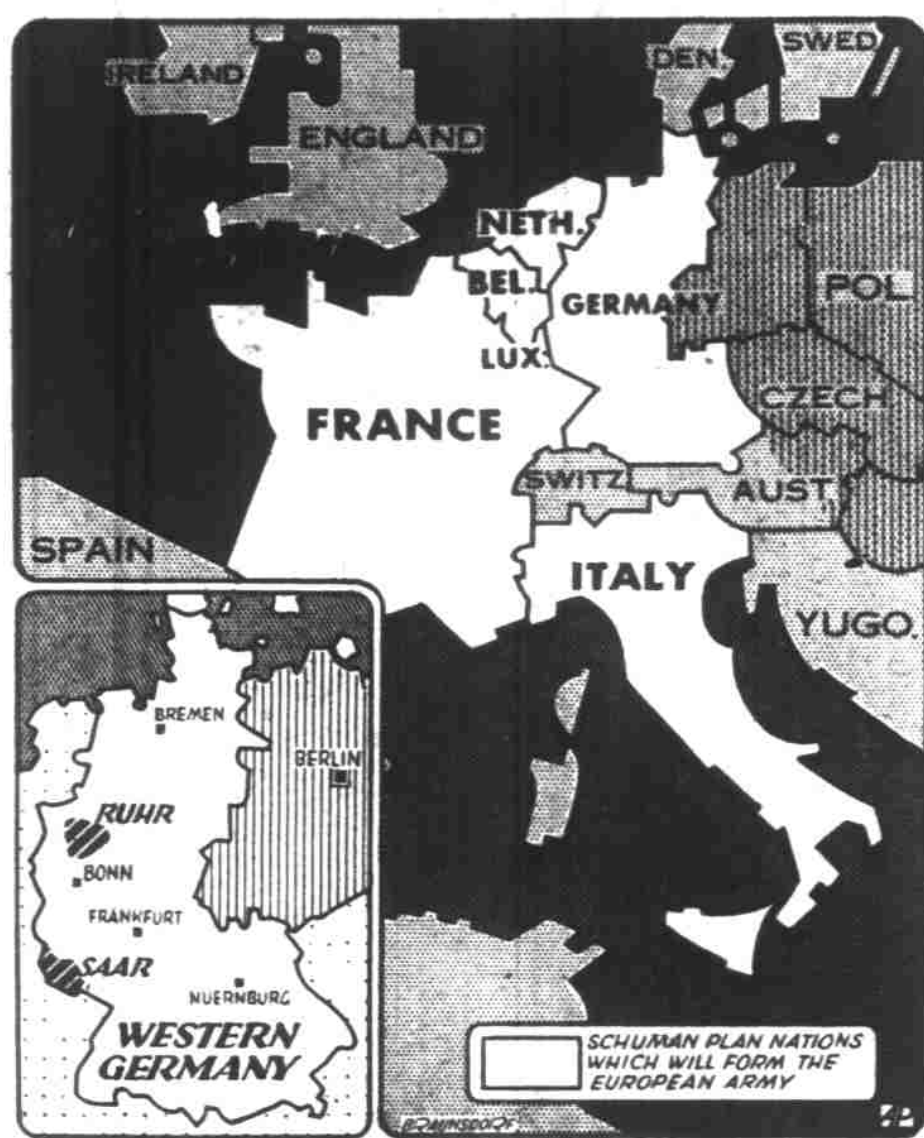 IRELAND
ENGLAND
DEN.
SWED
NETH.
BEL.
GERMANY
POL.
LUX.
CZECH
FRANCE
SWITZ.
AUST.
SPAIN
ITALY
YUGO.
BREMEN
BERLIN
RUHR
BONN
FRANKFURT
SAAR
NUERNBURG
WESTERN
GERMANY
SCHUMAN PLAN NATIONS
WHICH WILL FORM THE
EUROPEAN ARMY
BRAUNSDORF